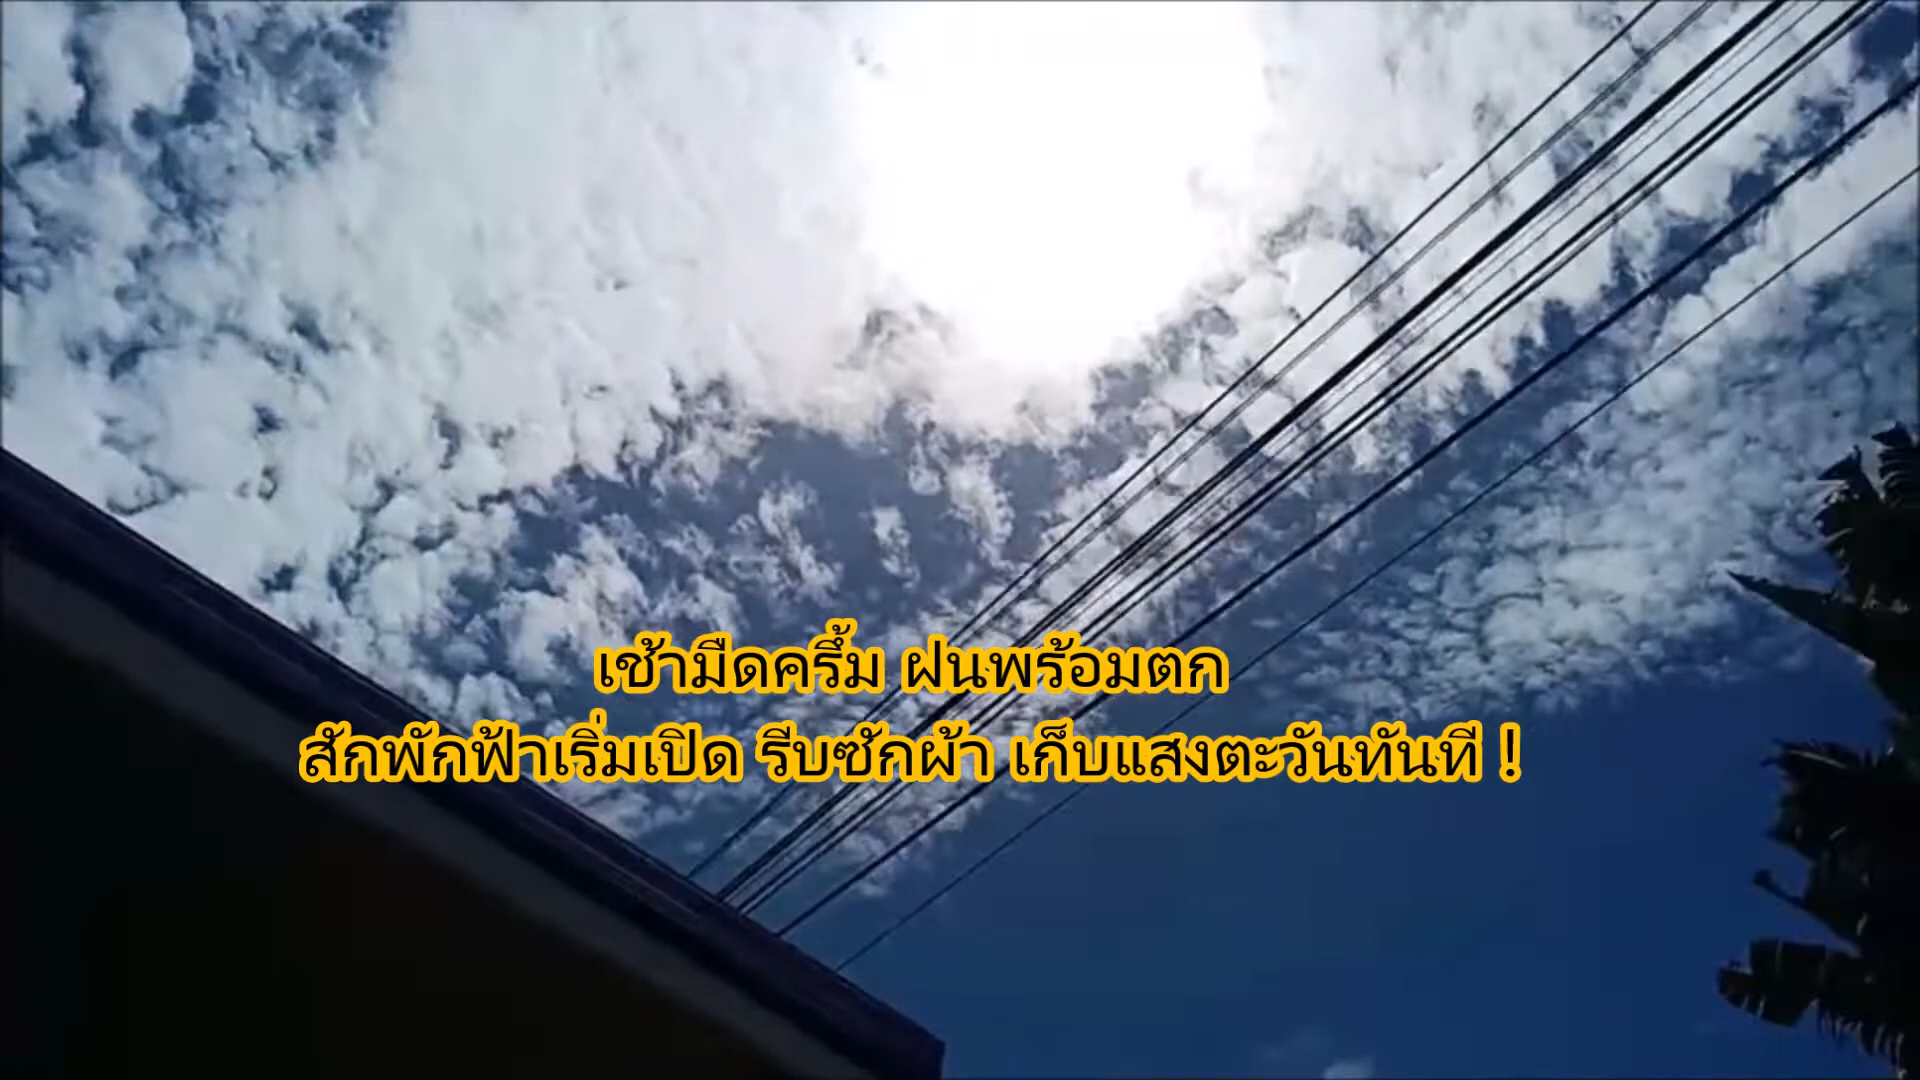 เช้ามืดครึ้ม ฝนพร้อมตก
สักพักฟ้าเริ่มเปิด รีบซักผ้า เก็บแสงตะวันทันที !